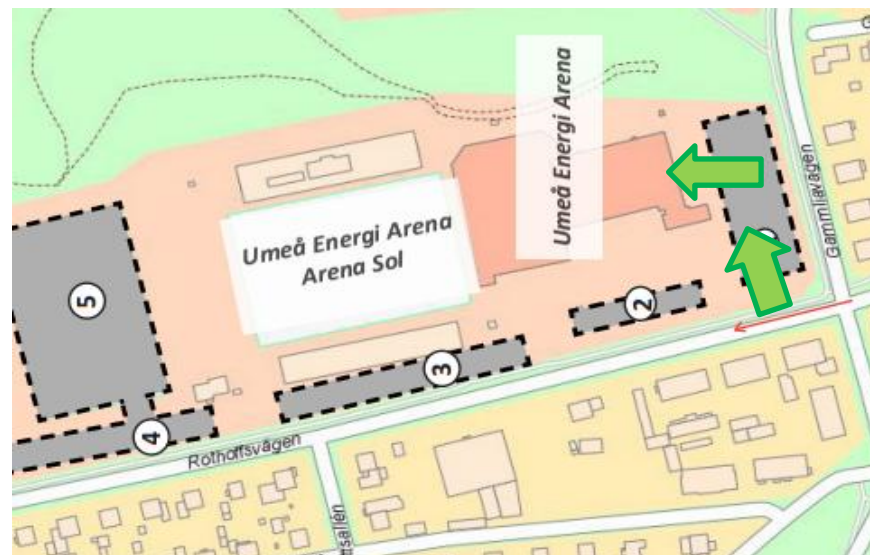 Umeå Energi Arena
Umeå Energi Arena
Arena Sol
Gammliavägen
5
2
3
4
Rothoffsvägen